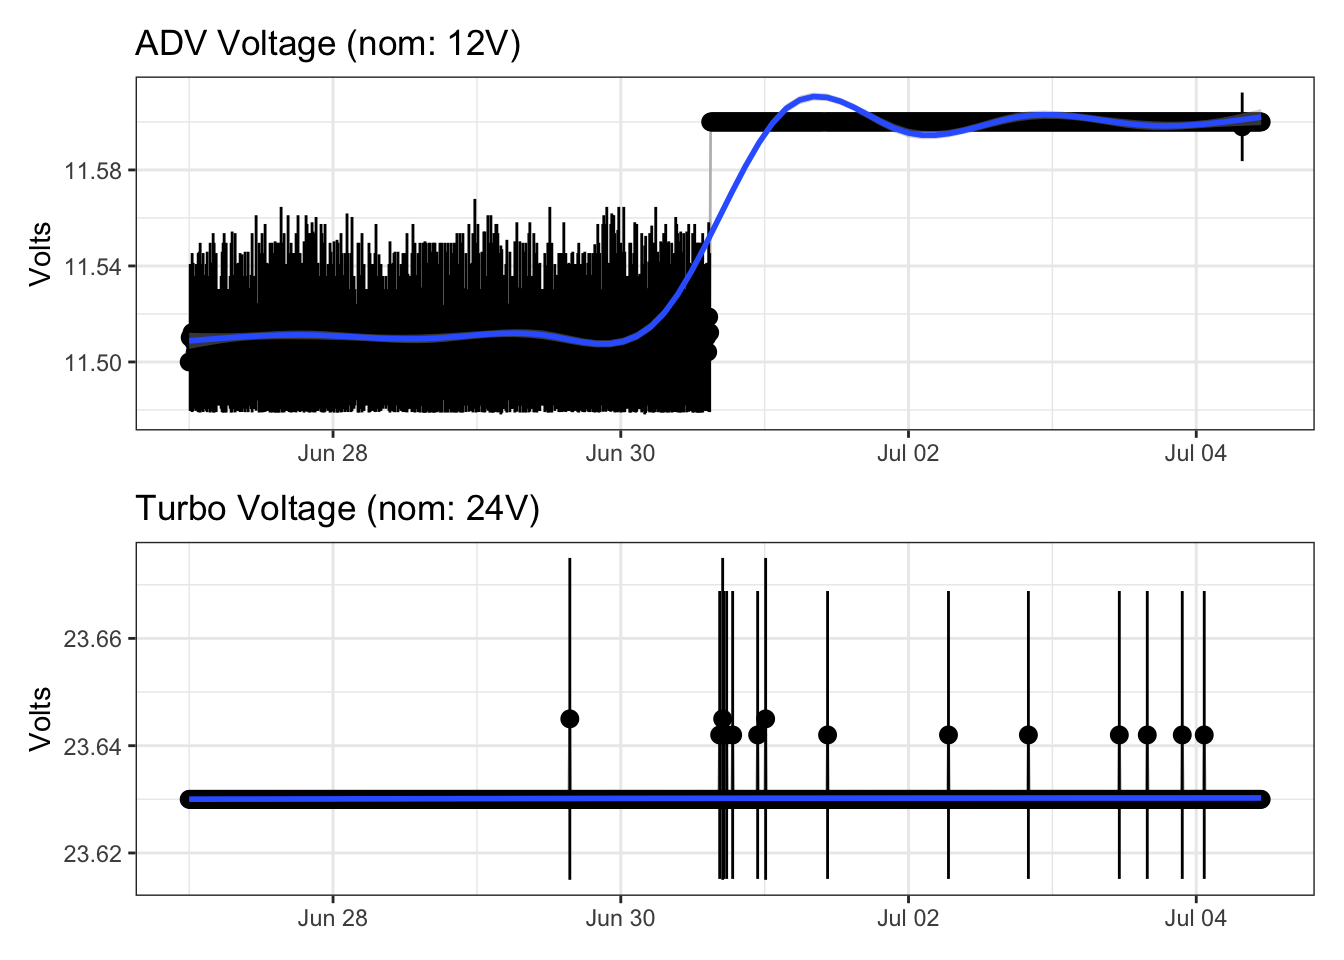 ADV Voltage (nom: 12V)
Volts
11.58
11.54
11.50
Jun 28 Jun 30 Jul 02 Jul 04
Turbo Voltage (nom: 24V)
Volts
23.66
23.64
23.62
Jun 28 Jun 30 Jul 02 Jul 04